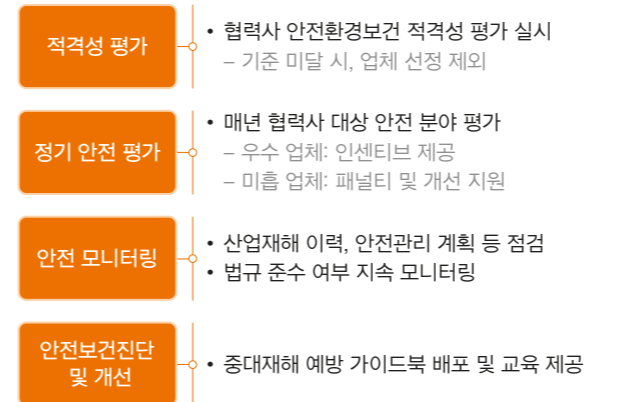 적격성 평가
• 협력사 안전환경보건 적격성 평가 실시
– 기준 미달 시, 업체 선정 제외
정기 안전 평가
• 매년 협력사 대상 안전 분야 평가
– 우수 업체: 인센티브 제공
– 미흡 업체: 패널티 및 개선 지원
안전 모니터링
• 산업재해 이력, 안전관리 계획 등 점검
• 법규 준수 여부 지속 모니터링
안전보건진단
및 개선
• 중대재해 예방 가이드북 배포 및 교육 제공